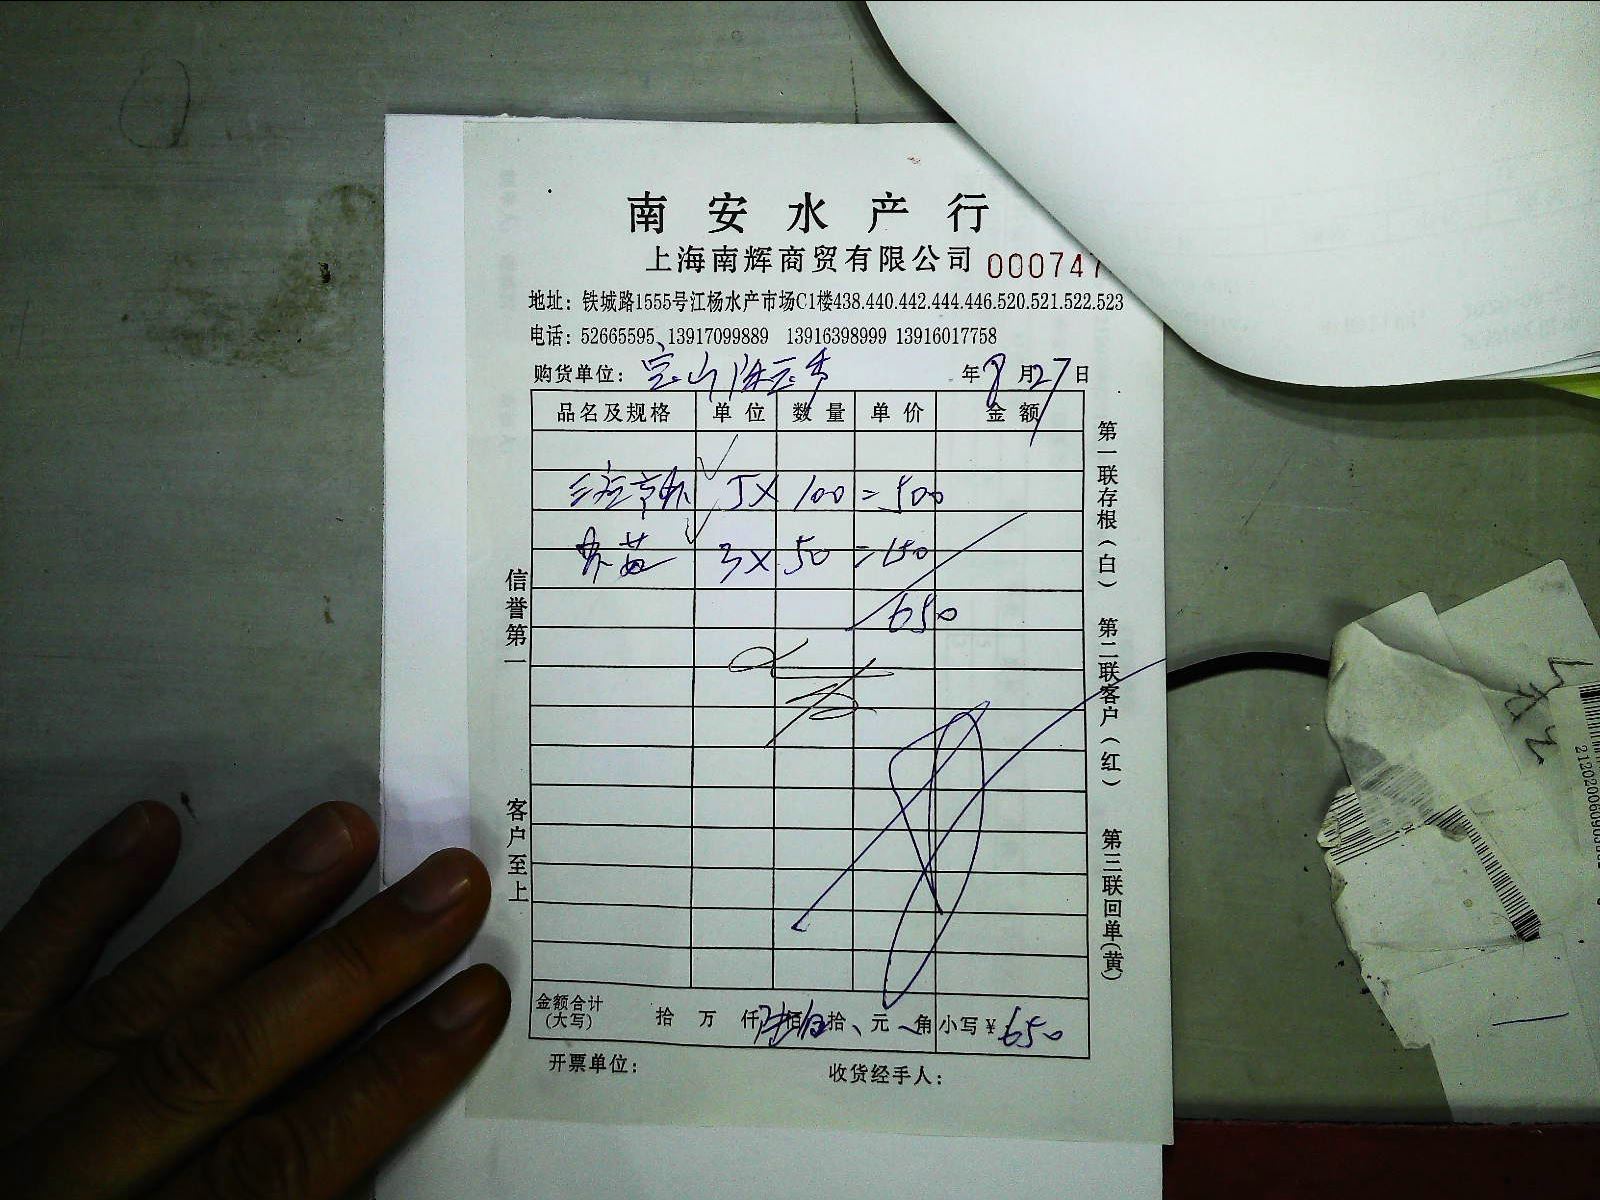 南安水产行
上海南辉商贸有限公司 000747
地址：铁城路1555号江杨水产市场C1楼438.440.442.444.446.520.521.522.523
电话：52665595、13917099889 13916398999 13916017758
购货单位：宝山 年8月27日
品名及规格 单位 数量 单价 金额
5X 100=500
3X 50=150
650
金额合计(大写) 拾 万 仟陆佰 拾 元 角 小写￥650
开票单位： 收货经手人：
信誉第一
客户至上
第一联存根(白) 第二联客户(红) 第三联回单(黄)